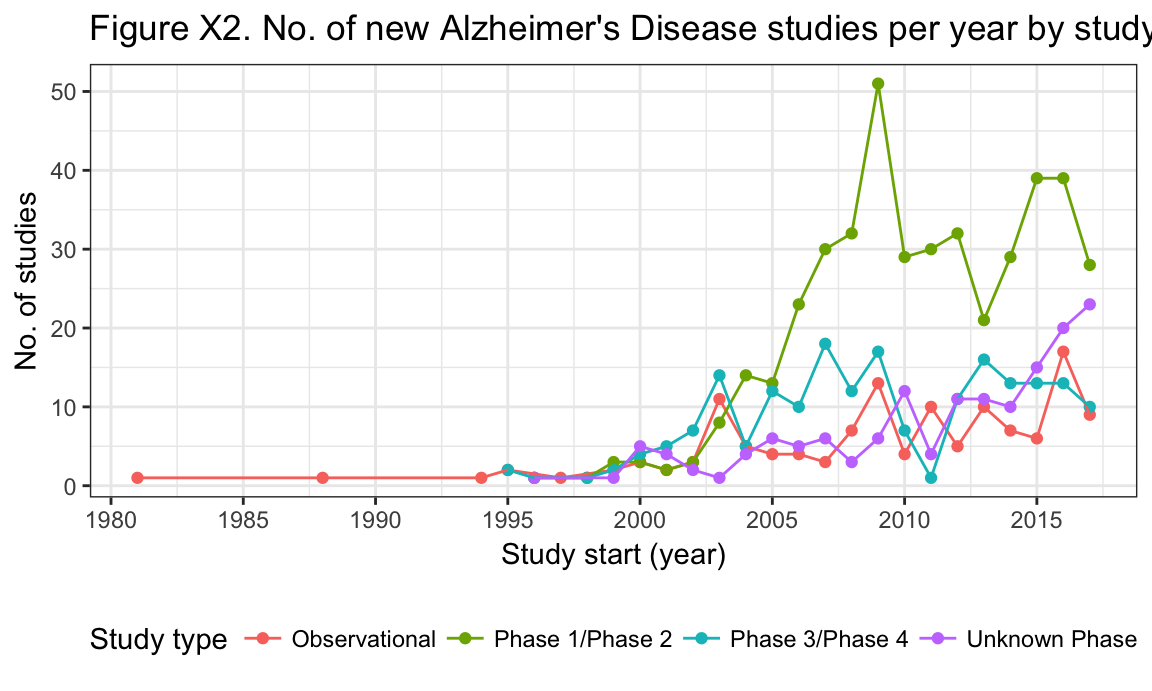 Figure X2. No. of new Alzheimer's Disease studies per year by study
50
40
30
20
10
0
No. of studies
1980 1985 1990 1995 2000 2005 2010 2015
Study start (year)
Study type Observational Phase 1/Phase 2 Phase 3/Phase 4 Unknown Phase